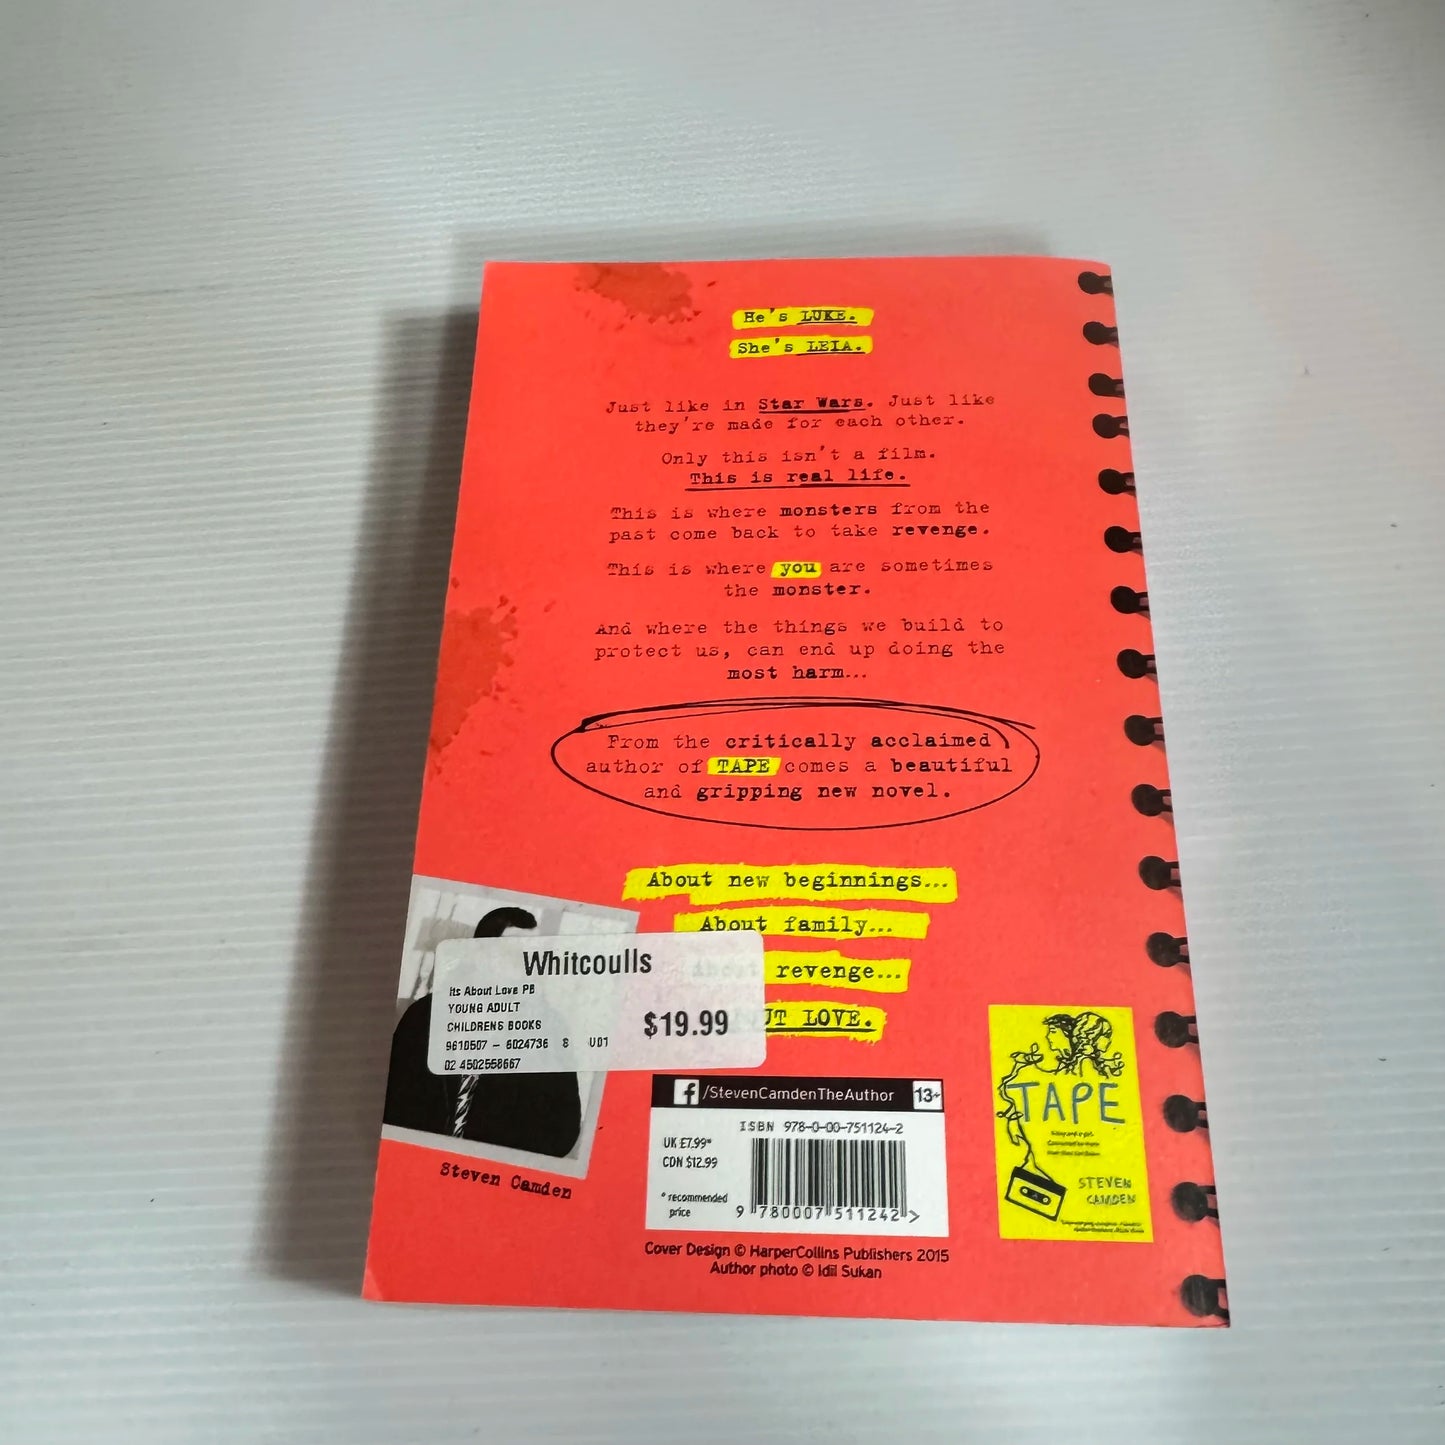 He's LUKE.
She's LEIA.
Just like in Star Wars. Just like
they're made for each other.
Only this isn't a film.
This is real life.
This is where monsters from the
past come back to take revenge.
This is where you are sometimes
the monster.
And where the things we build to
protect us, can end up doing the
most harm...
From the critically acclaimed
author of TAPE comes a beautiful
and gripping new novel.
About new beginnings...
About family...
About revenge...
LOVE.
Whitcoulls
Its About Love PB
YOUNG ADULT
CHILDRENS BOOKS
9610507 - 6024736 8 U01
02 4502558667
$19.99
Steven Camden
f /StevenCamdenTheAuthor 13+
ISBN 978-0-00-751124-2
UK £7.99*
CDN $12.99
* recommended
price
9 780007 511242 >
Cover Design © HarperCollins Publishers 2015
Author photo © Idil Sukan
TAPE
STEVEN
CAMDEN